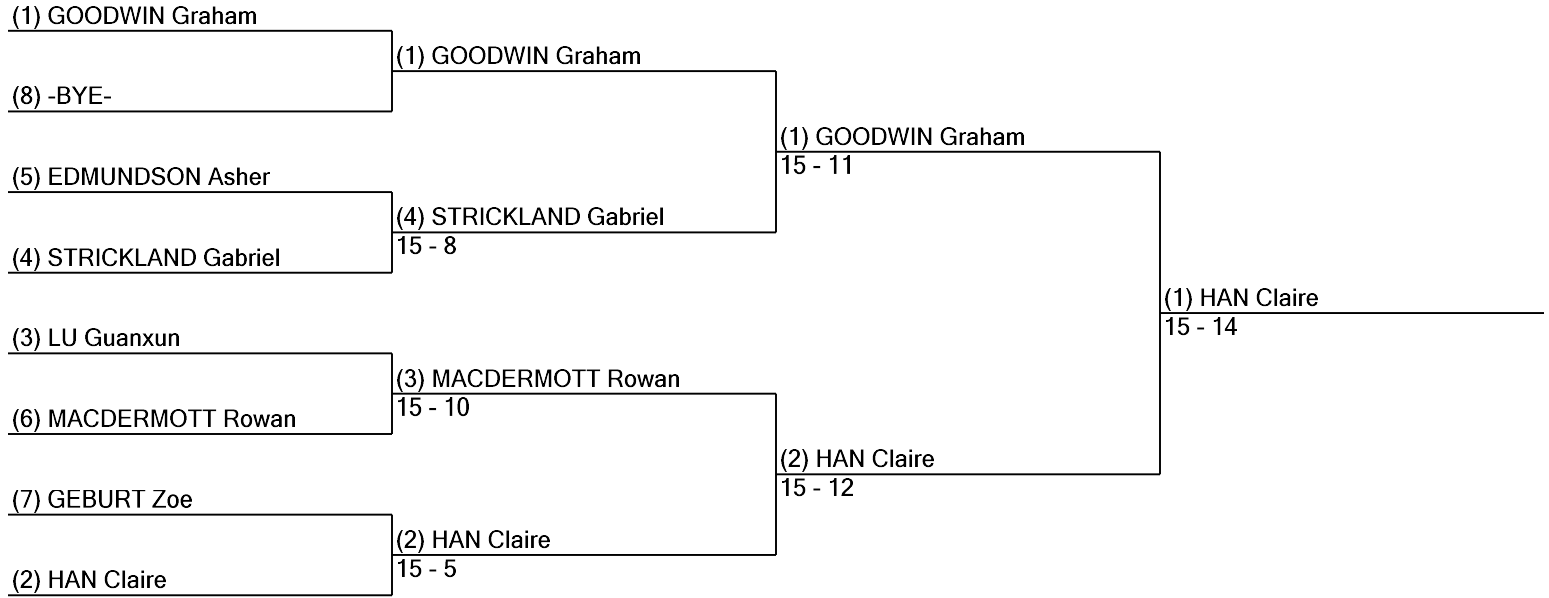 (1) GOODWIN Graham
(8) -BYE-
(5) EDMUNDSON Asher
(4) STRICKLAND Gabriel
(3) LU Guanxun
(6) MACDERMOTT Rowan
(7) GEBURT Zoe
(2) HAN Claire
(1) GOODWIN Graham
(4) STRICKLAND Gabriel
15 - 8
(3) MACDERMOTT Rowan
15 - 10
(2) HAN Claire
15 - 5
(1) GOODWIN Graham
15 - 11
(2) HAN Claire
15 - 12
(1) HAN Claire
15 - 14